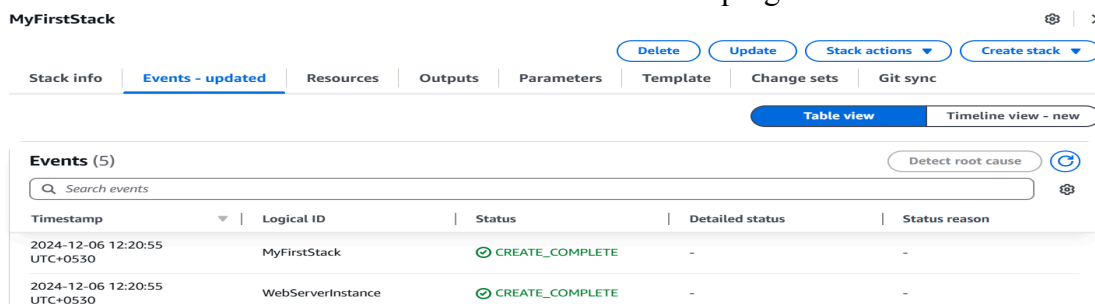 MyFirstStack
Delete Update Stack actions Create stack
Stack info Events - updated Resources Outputs Parameters Template Change sets Git sync
Table view Timeline view - new
Events (5) Detect root cause
Search events
Timestamp Logical ID Status Detailed status Status reason
2024-12-06 12:20:55
UTC+0530 MyFirstStack CREATE_COMPLETE - -
2024-12-06 12:20:55
UTC+0530 WebServerInstance CREATE_COMPLETE - -